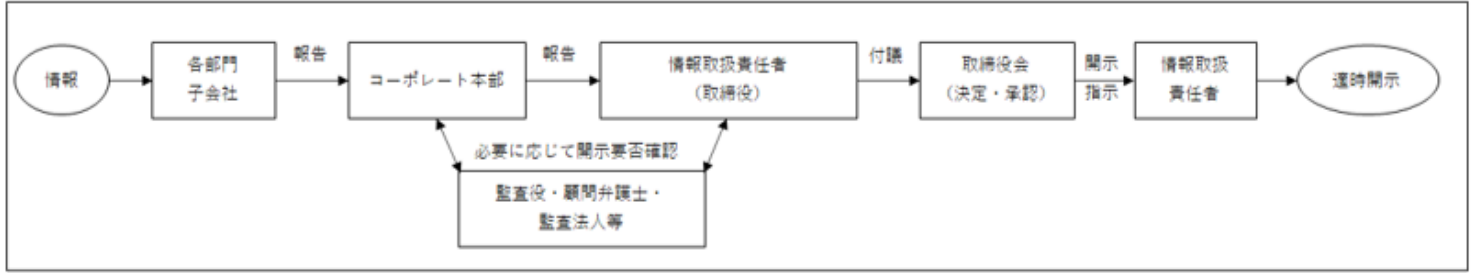 情報
各部門
子会社
報告
コーポレート本部
報告
情報取扱責任者
（取締役）
付議
取締役会
（決定・承認）
開示
指示
情報取扱
責任者
適時開示
必要に応じて開示要否確認
監査役・顧問弁護士・
監査法人等